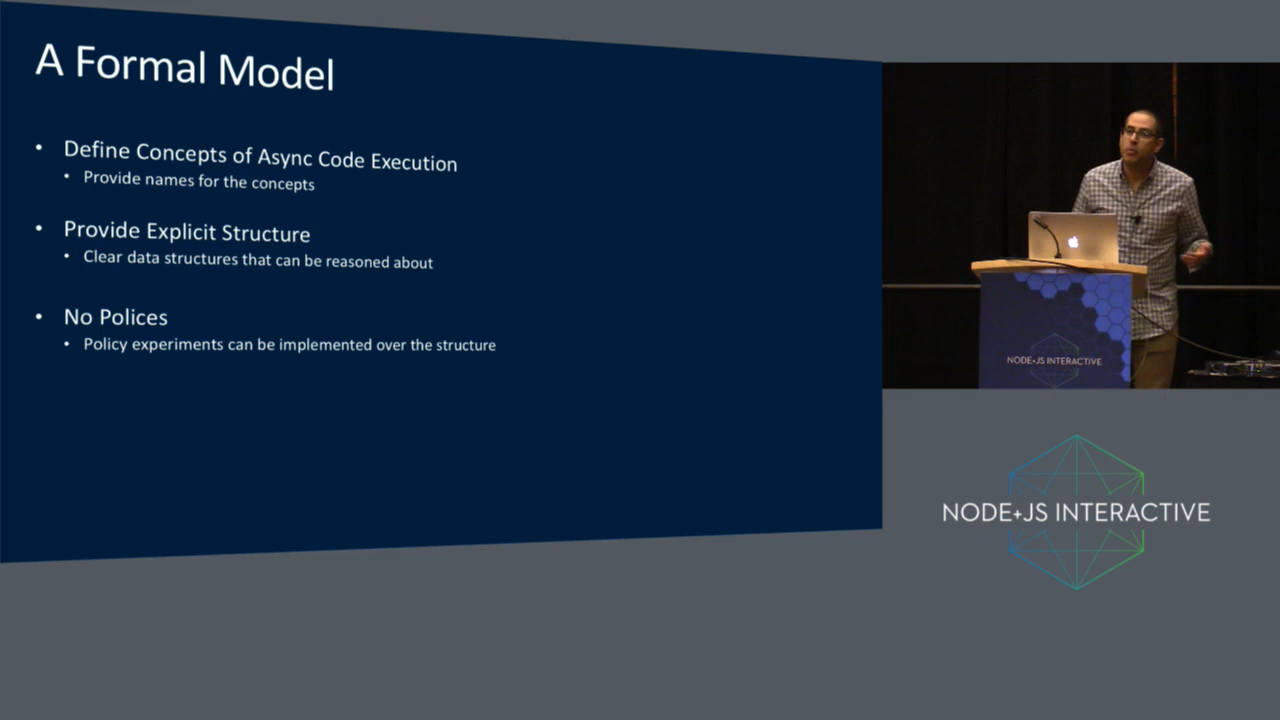 A Formal Model
• Define Concepts of Async Code Execution
• Provide names for the concepts
• Provide Explicit Structure
• Clear data structures that can be reasoned about
• No Polices
• Policy experiments can be implemented over the structure
NODE+JS INTERACTIVE
NODE+JS INTERACTIVE